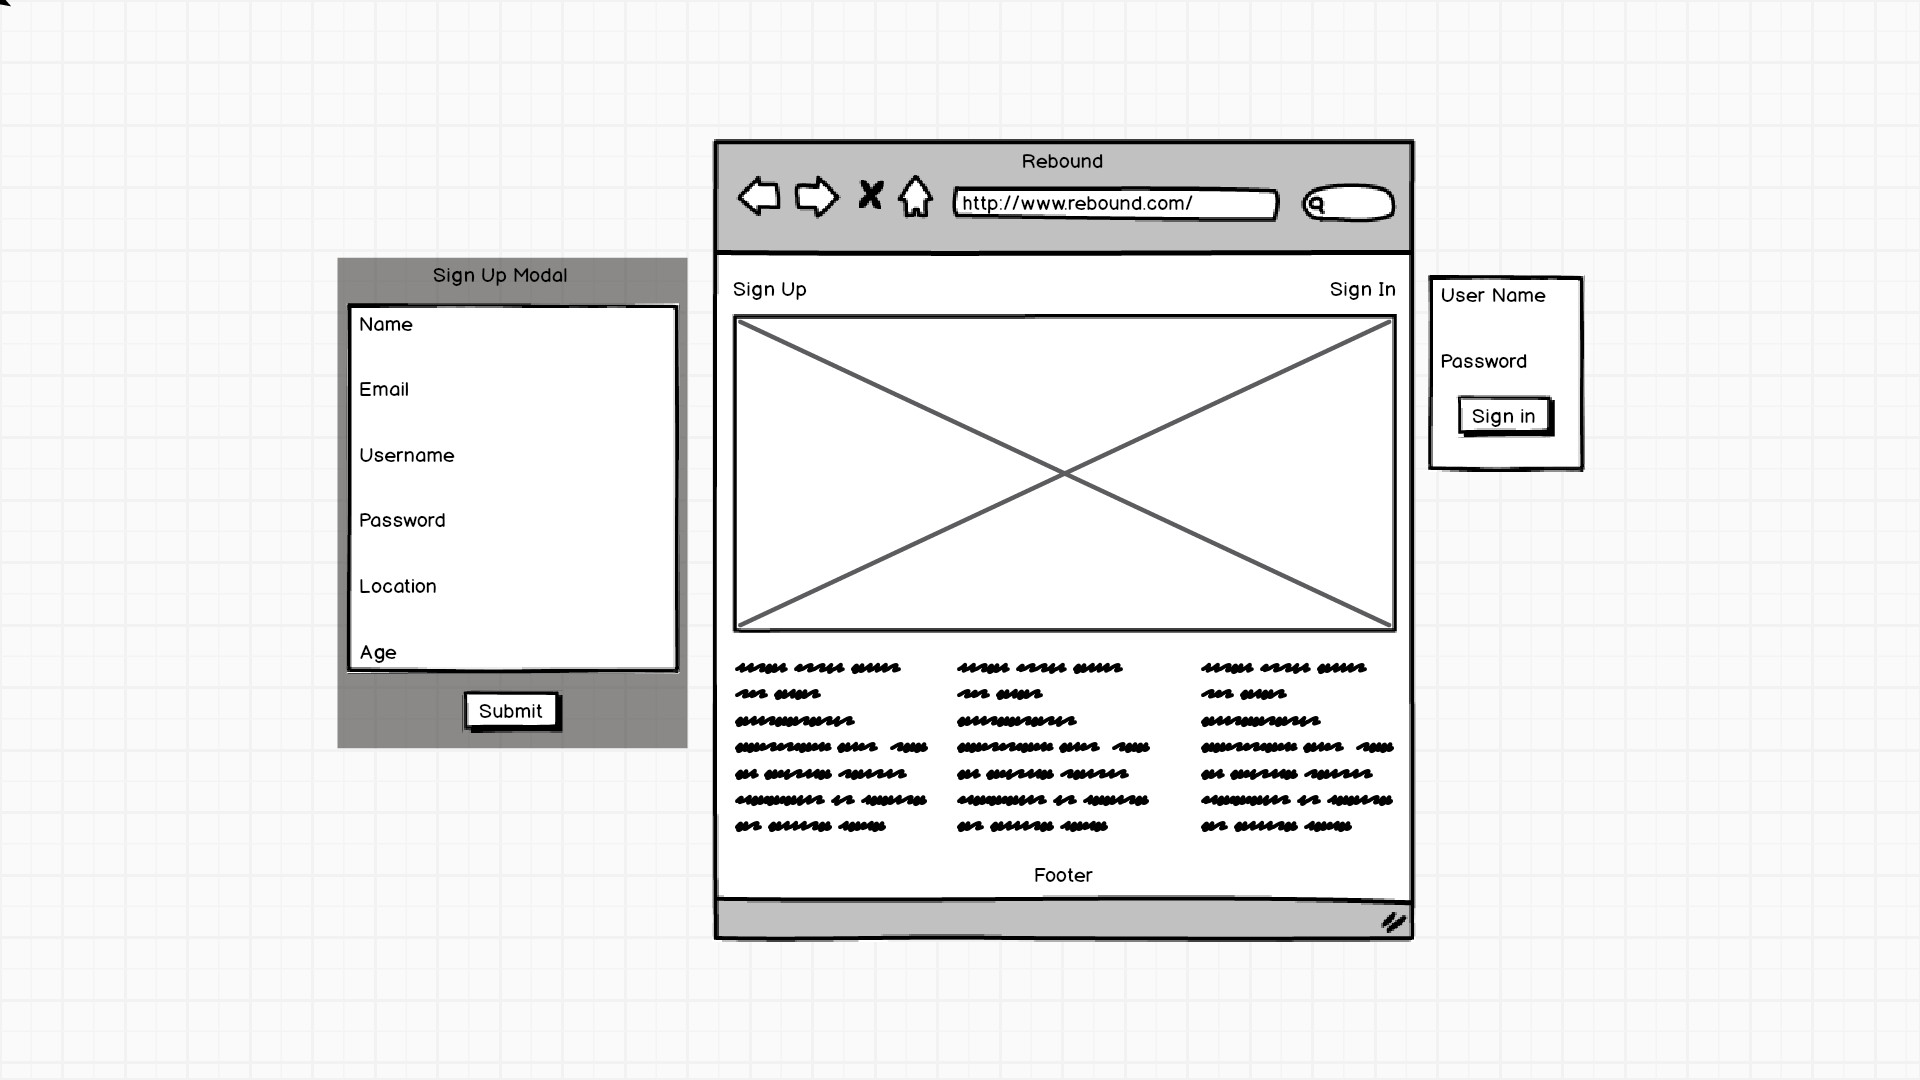 Rebound
http://www.rebound.com/
Sign Up Modal
Name
Email
Username
Password
Location
Age
Submit
Sign Up
Sign In
Footer
User Name
Password
Sign in